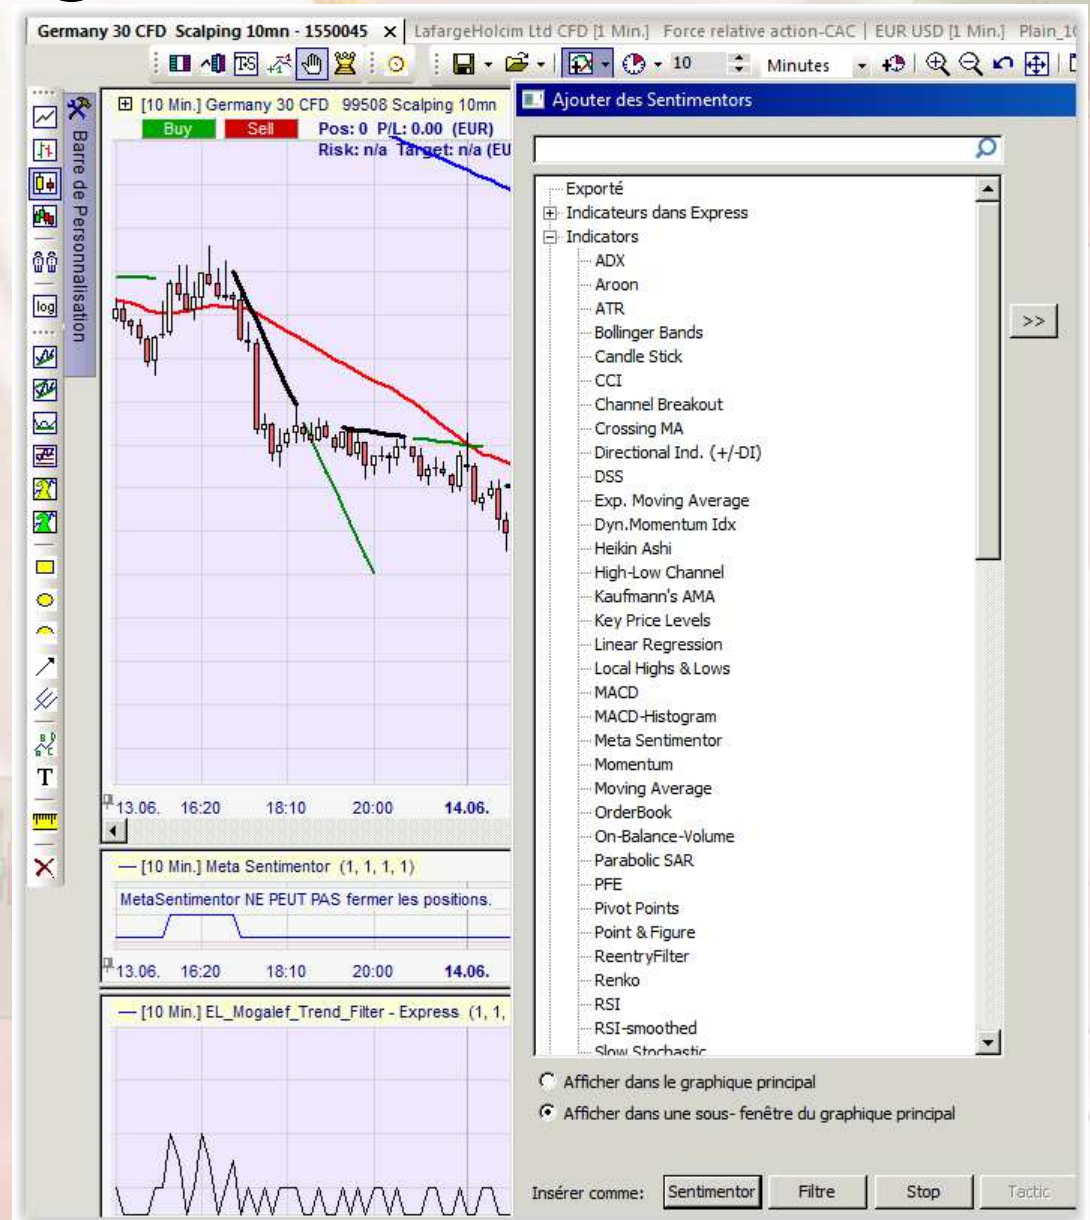 Germany 30 CFD Scalping 10mn - 1550045 × LafargeHolcim Ltd CFD [1 Min.] Force relative action-CAC EUR USD [1 Min.]
TS 10 Minutes
Barre de Personnalisation
log
T
[10 Min.] Germany 30 CFD 99508 Scalping 10mn
Buy Sell Pos: 0 P/L: 0.00 (EUR)
Risk: n/a Target: n/a (EU
13.06. 16:20 18:10 20:00 14.06.
[10 Min.] Meta Sentimentor (1, 1, 1, 1)
MetaSentimentor NE PEUT PAS fermer les positions.
13.06. 16:20 18:10 20:00 14.06.
[10 Min.] EL_Mogalef_Trend_Filter - Express (1, 1,
Ajouter des Sentimentors
Exporté
Indicateurs dans Express
Indicators
ADX
Aroon
ATR
Bollinger Bands
Candle Stick
CCI
Channel Breakout
Crossing MA
Directional Ind. (+/-DI)
DSS
Exp. Moving Average
Dyn.Momentum Idx
Heikin Ashi
High-Low Channel
Kaufmann's AMA
Key Price Levels
Linear Regression
Local Highs & Lows
MACD
MACD-Histogram
Meta Sentimentor
Momentum
Moving Average
OrderBook
On-Balance-Volume
Parabolic SAR
PFE
Pivot Points
Point & Figure
ReentryFilter
Renko
RSI
RSI-smoothed
Slow Stochastic
>>
Afficher dans le graphique principal
Afficher dans une sous- fenêtre du graphique principal
Insérer comme: Sentimentor Filtre Stop Tactic